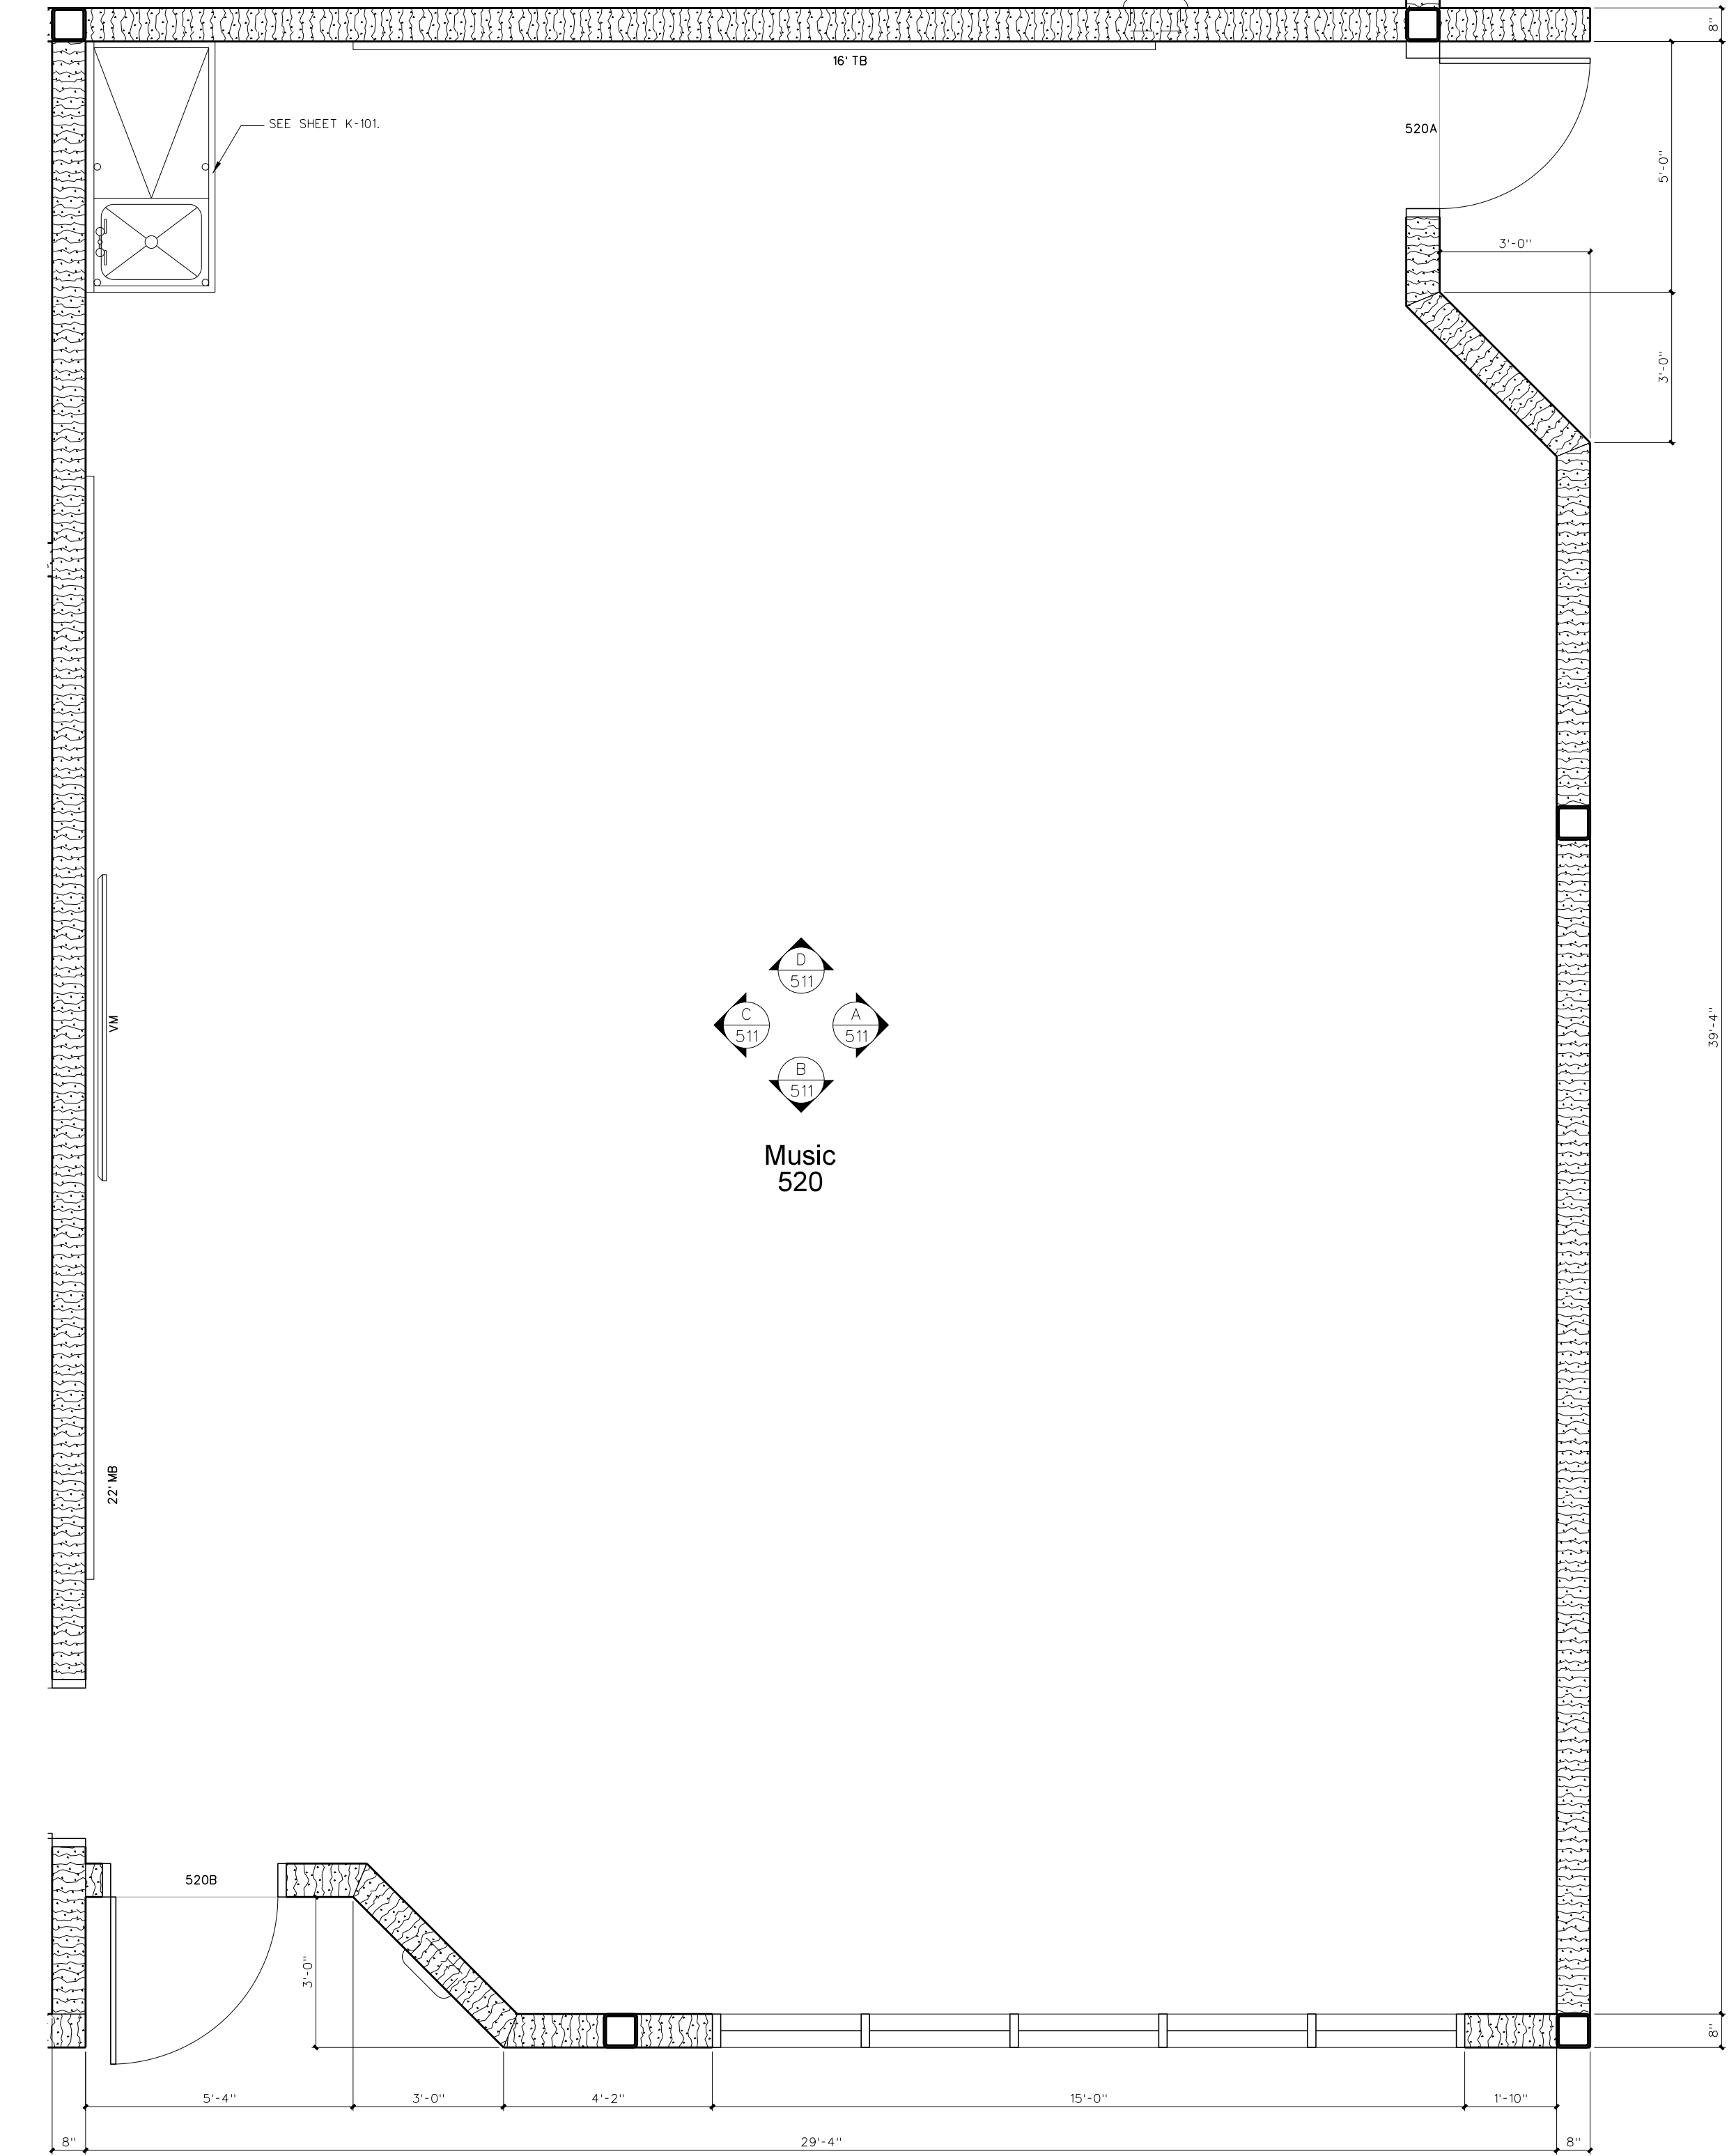 8"
16' TB
SEE SHEET K-101.
520A
5'-0"
3'-0"
3'-0"
D
511
C
511
A
511
B
511
VM
39'-4"
Music
520
22' MB
520B
3'-0"
8"
5'-4"
3'-0"
4'-2"
15'-0"
1'-10"
8"
29'-4"
8"